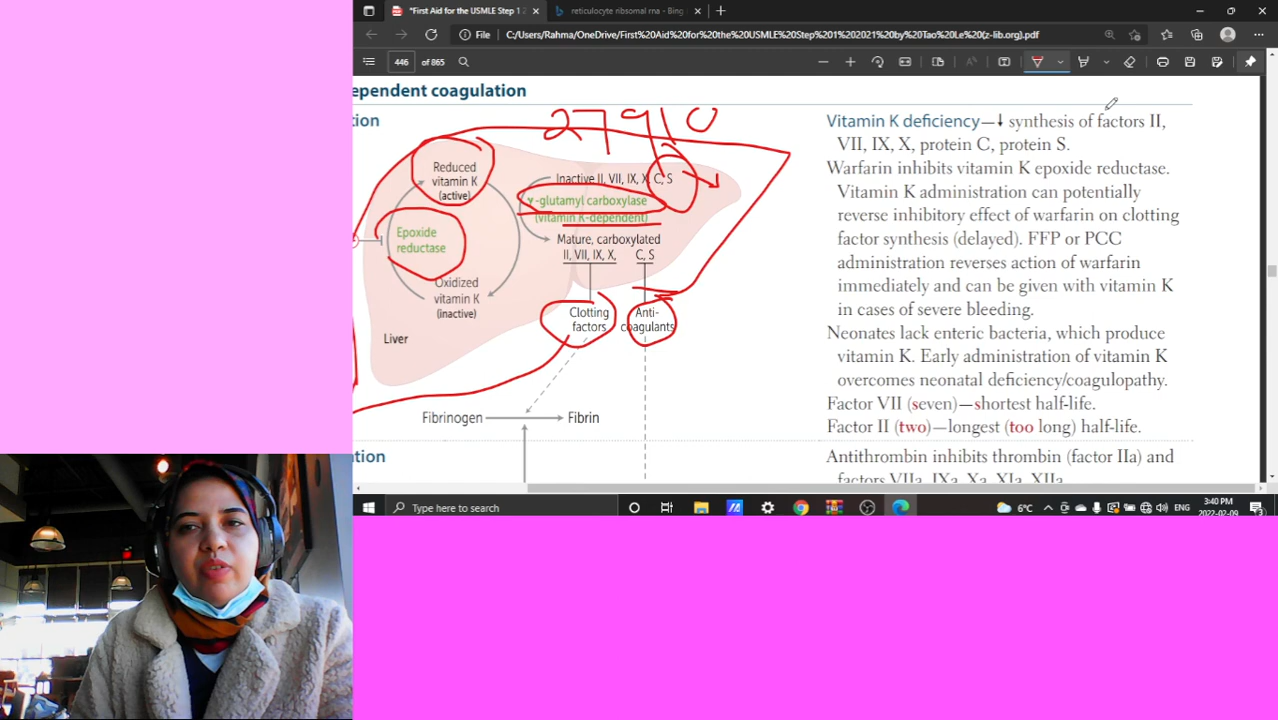 *First Aid for the USMLE Step 1 2
reticulocyte ribsomal rna - Bing
File
C:/Users/Rahma/OneDrive/First%20Aid%20for%20the%20USMLE%20Step%201%202021%20by%20Tao%20Le%20(z-lib.org).pdf
446 of 865
ependent coagulation
tion
27910
Reduced
vitamin K
(active)
Epoxide
reductase
Oxidized
vitamin K
(inactive)
Liver
Inactive II, VII, IX, X, C, S
γ-glutamyl carboxylase
(vitamin K-dependent)
Mature, carboxylated
II, VII, IX, X, C, S
Clotting
factors
Anti-
coagulants
Fibrinogen
Fibrin
ation
Vitamin K deficiency—↓ synthesis of factors II,
VII, IX, X, protein C, protein S.
Warfarin inhibits vitamin K epoxide reductase.
Vitamin K administration can potentially
reverse inhibitory effect of warfarin on clotting
factor synthesis (delayed). FFP or PCC
administration reverses action of warfarin
immediately and can be given with vitamin K
in cases of severe bleeding.
Neonates lack enteric bacteria, which produce
vitamin K. Early administration of vitamin K
overcomes neonatal deficiency/coagulopathy.
Factor VII (seven)—shortest half-life.
Factor II (two)—longest (too long) half-life.
Antithrombin inhibits thrombin (factor IIa) and
factors VIIa, IXa, Xa, XIa, XIIa
Type here to search
6°C
ENG
3:40 PM
2022-02-09